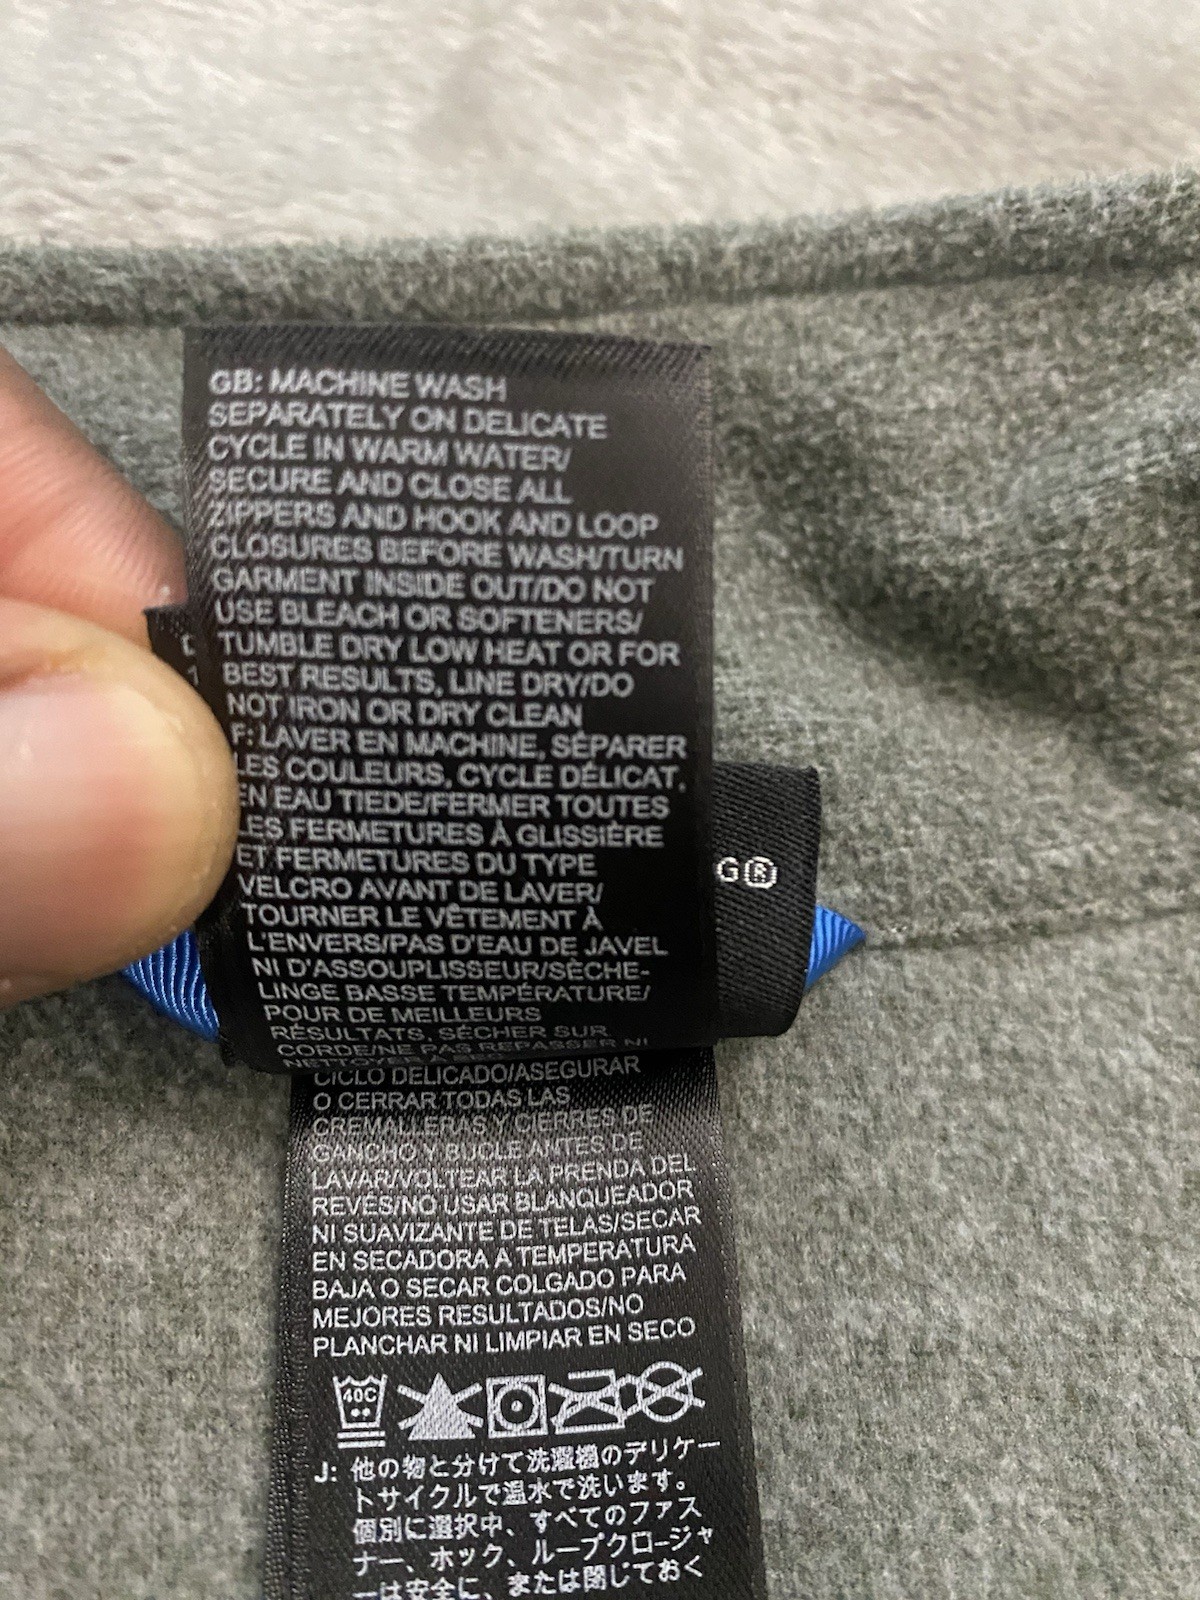 GB: MACHINE WASH
SEPARATELY ON DELICATE
CYCLE IN WARM WATER/
SECURE AND CLOSE ALL
ZIPPERS AND HOOK AND LOOP
CLOSURES BEFORE WASH/TURN
GARMENT INSIDE OUT/DO NOT
USE BLEACH OR SOFTENERS/
TUMBLE DRY LOW HEAT OR FOR
BEST RESULTS, LINE DRY/DO
NOT IRON OR DRY CLEAN
F: LAVER EN MACHINE, SÉPARER
LES COULEURS, CYCLE DÉLICAT,
EN EAU TIEDE/FERMER TOUTES
LES FERMETURES À GLISSIÈRE
ET FERMETURES DU TYPE
VELCRO AVANT DE LAVER/
TOURNER LE VÊTEMENT À
L'ENVERS/PAS D'EAU DE JAVEL
NI D'ASSOUPLISSEUR/SÈCHE-
LINGE BASSE TEMPÉRATURE/
POUR DE MEILLEURS
RÉSULTATS, SÉCHER SUR
CORDE/NE PAS REPASSER NI
G®
CICLO DELICADO/ASEGURAR
O CERRAR TODAS LAS
CREMALLERAS Y CIERRES DE
GANCHO Y BUCLE ANTES DE
LAVAR/VOLTEAR LA PRENDA DEL
REVÉS/NO USAR BLANQUEADOR
NI SUAVIZANTE DE TELAS/SECAR
EN SECADORA A TEMPERATURA
BAJA O SECAR COLGADO PARA
MEJORES RESULTADOS/NO
PLANCHAR NI LIMPIAR EN SECO
40C
J: 他の物と分けて洗濯機のデリケー
トサイクルで温水で洗います。
個別に選択中、すべてのファス
ナー、ホック、ループクロージャ
ーは安全に、または閉じておく